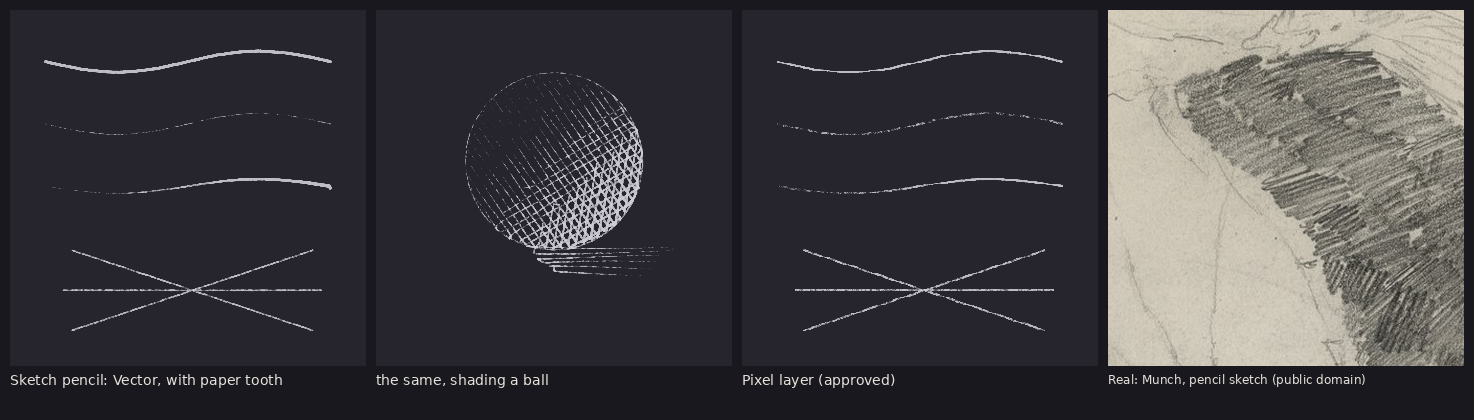 Sketch pencil: Vector, with paper tooth
the same, shading a ball
Pixel layer (approved)
Real: Munch, pencil sketch (public domain)